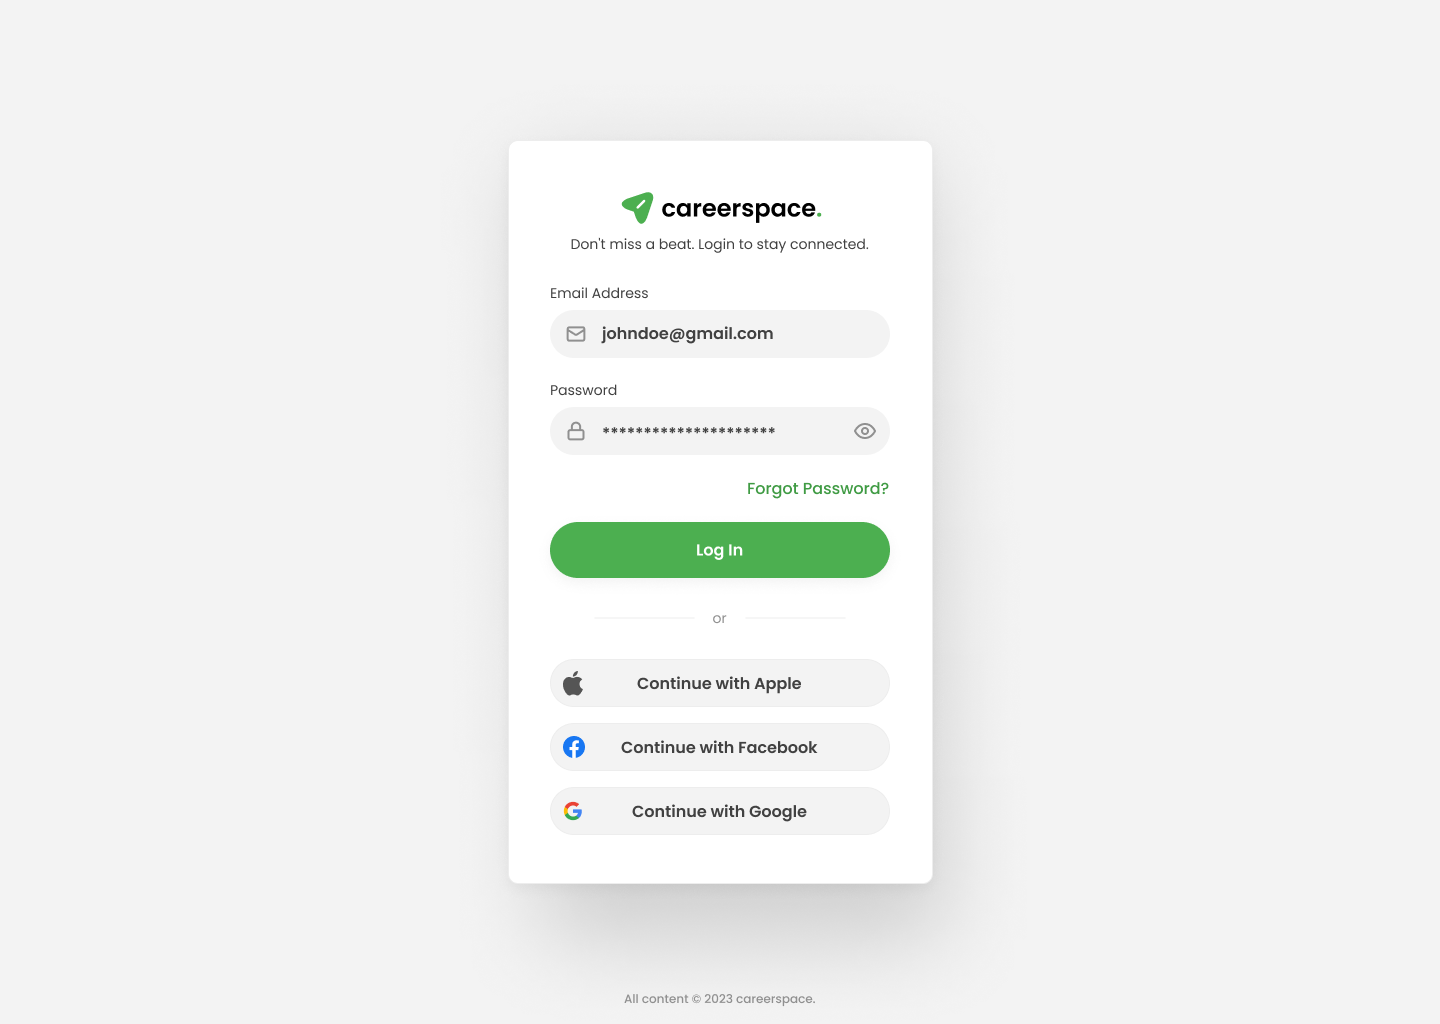 careerspace.
Don't miss a beat. Login to stay connected.
Email Address
johndoe@gmail.com
Password
*********************
Forgot Password?
Log In
or
Continue with Apple
Continue with Facebook
Continue with Google
All content © 2023 careerspace.